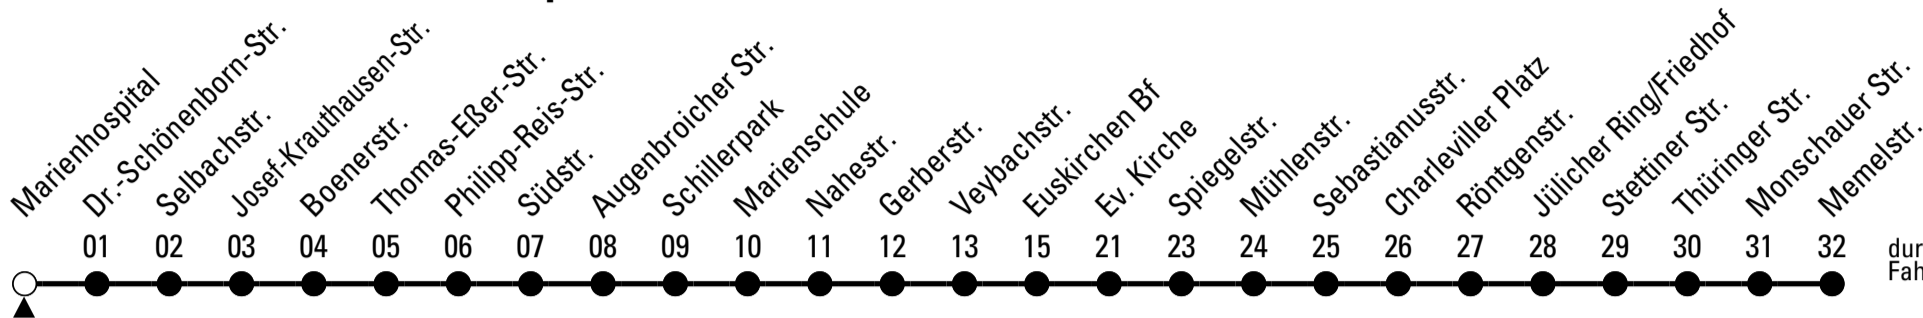 Marienhospital
Dr.-Schönenborn-Str.
Selbachstr.
Josef-Krauthausen-Str.
Boenerstr.
Thomas-Eßer-Str.
Philipp-Reis-Str.
Südstr.
Augenbroicher Str.
Schillerpark
Marienschule
Nahestr.
Gerberstr.
Veybachstr.
Euskirchen Bf
Ev. Kirche
Spiegelstr.
Mühlenstr.
Sebastianusstr.
Charleviller Platz
Röntgenstr.
Jülicher Ring/Friedhof
Stettiner Str.
Thüringer Str.
Monschauer Str.
Memelstr.
01 02 03 04 05 06 07 08 09 10 11 12 13 15 21 23 24 25 26 27 28 29 30 31 32
dur
Fah